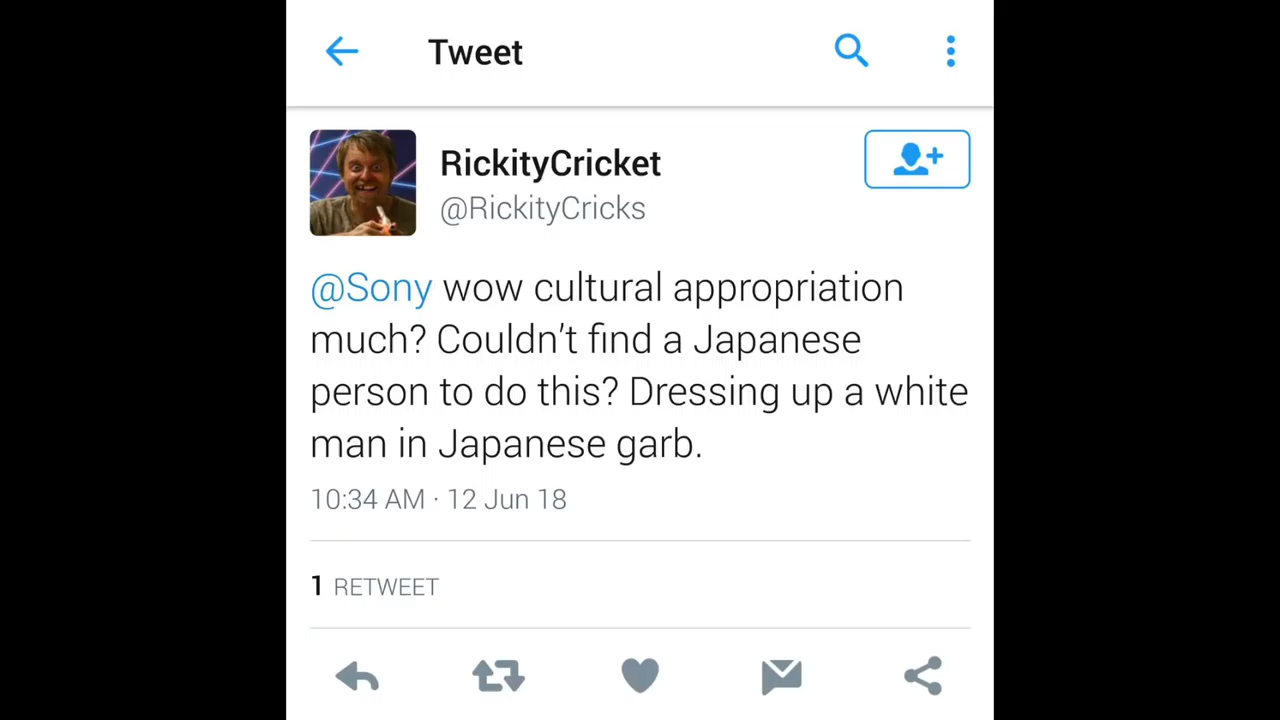 Tweet
RickityCricket
@RickityCricks
@Sony wow cultural appropriation
much? Couldn't find a Japanese
person to do this? Dressing up a white
man in Japanese garb.
10:34 AM · 12 Jun 18
1 RETWEET